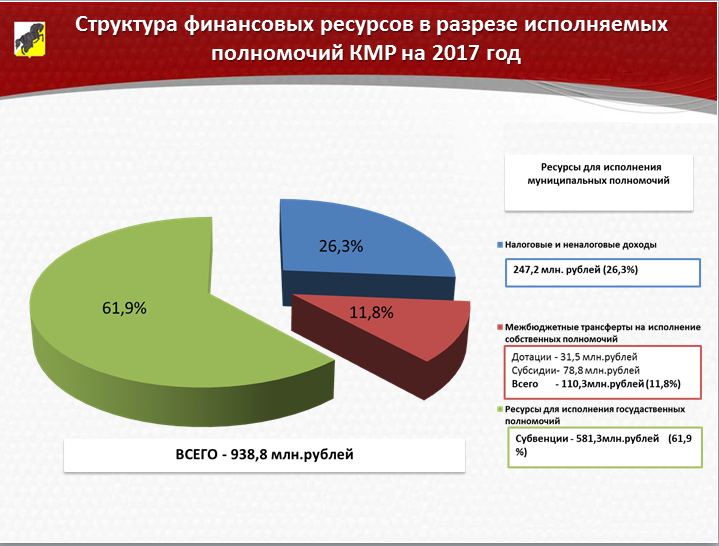 Структура финансовых ресурсов в разрезе исполняемых
полномочий КМР на 2017 год
Ресурсы для исполнения
муниципальных полномочий
26,3%
61,9%
11,8%
Налоговые и неналоговые доходы
247,2 млн. рублей (26,3%)
Межбюджетные трансферты на исполнение
собственных полномочий
Дотации - 31,5 млн.рублей
Субсидии- 78,8 млн.рублей
Всего - 110,3млн.рублей (11,8%)
Ресурсы для исполнения госудаственных
полномочий
Субвенции - 581,3млн.рублей (61,9
%)
ВСЕГО - 938,8 млн.рублей